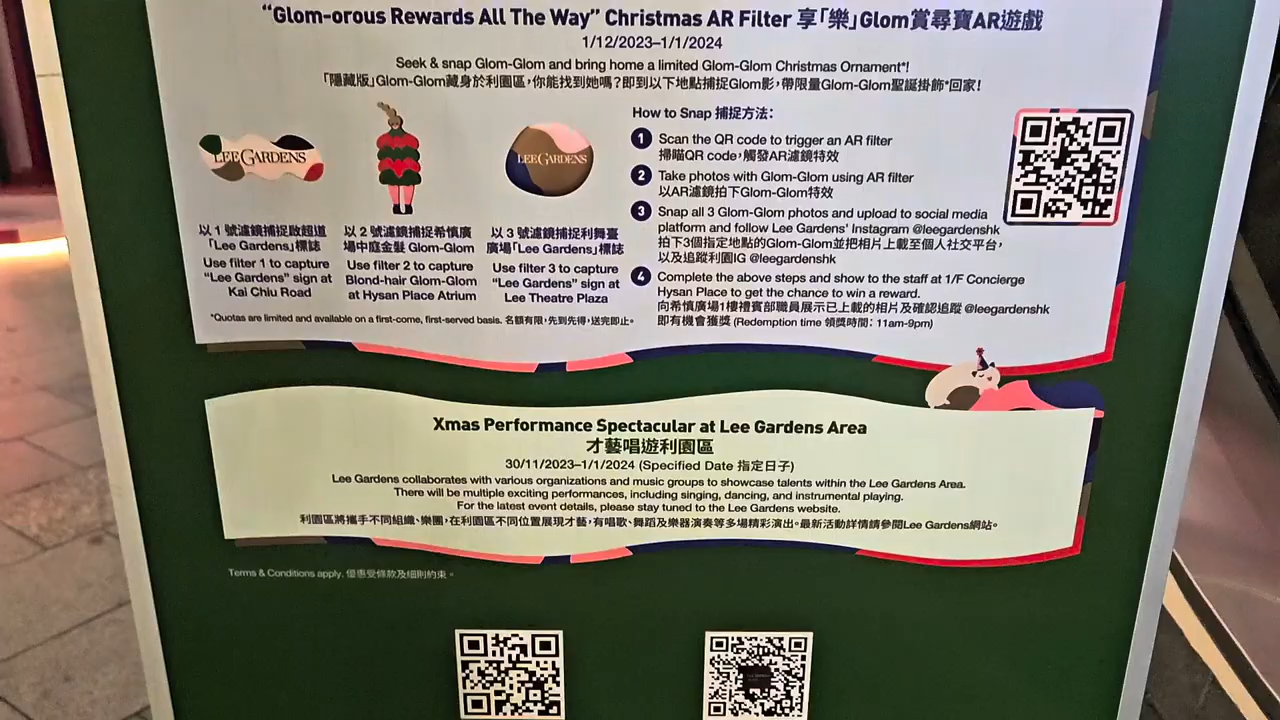 “Glom-orous Rewards All The Way” Christmas AR Filter 享「樂」Glom賞尋寶AR遊戲
1/12/2023–1/1/2024
Seek & snap Glom-Glom and bring home a limited Glom-Glom Christmas Ornament*!
「隱藏版」Glom-Glom藏身於利園區，你能找到她嗎？即到以下地點捕捉Glom影，帶限量Glom-Glom聖誕掛飾*回家！
LEE GARDENS
LEE GARDENS
以 1 號濾鏡捕捉啟超道
「Lee Gardens」標誌
Use filter 1 to capture
“Lee Gardens” sign at
Kai Chiu Road
以 2 號濾鏡捕捉希慎廣
場中庭金髮 Glom-Glom
Use filter 2 to capture
Blond-hair Glom-Glom
at Hysan Place Atrium
以 3 號濾鏡捕捉利舞臺
廣場「Lee Gardens」標誌
Use filter 3 to capture
“Lee Gardens” sign at
Lee Theatre Plaza
*Quotas are limited and available on a first-come, first-served basis. 名額有限，先到先得，送完即止。
How to Snap 捕捉方法：
1 Scan the QR code to trigger an AR filter
掃瞄QR code，觸發AR濾鏡特效
2 Take photos with Glom-Glom using AR filter
以AR濾鏡拍下Glom-Glom特效
3 Snap all 3 Glom-Glom photos and upload to social media
platform and follow Lee Gardens' Instagram @leegardenshk
拍下3個指定地點的Glom-Glom並把相片上載至個人社交平台，
以及追蹤利園IG @leegardenshk
4 Complete the above steps and show to the staff at 1/F Concierge
Hysan Place to get the chance to win a reward.
向希慎廣場1樓禮賓部職員展示已上載的相片及確認追蹤 @leegardenshk
即有機會獲獎 (Redemption time 領獎時間： 11am-9pm)
Xmas Performance Spectacular at Lee Gardens Area
才藝唱遊利園區
30/11/2023–1/1/2024 (Specified Date 指定日子)
Lee Gardens collaborates with various organizations and music groups to showcase talents within the Lee Gardens Area.
There will be multiple exciting performances, including singing, dancing, and instrumental playing.
For the latest event details, please stay tuned to the Lee Gardens website.
利園區將攜手不同組織、樂團，在利園區不同位置展現才藝，有唱歌、舞蹈及樂器演奏等多場精彩演出。最新活動詳情請參閱Lee Gardens網站。
Terms & Conditions apply. 優惠受條款及細則約束。